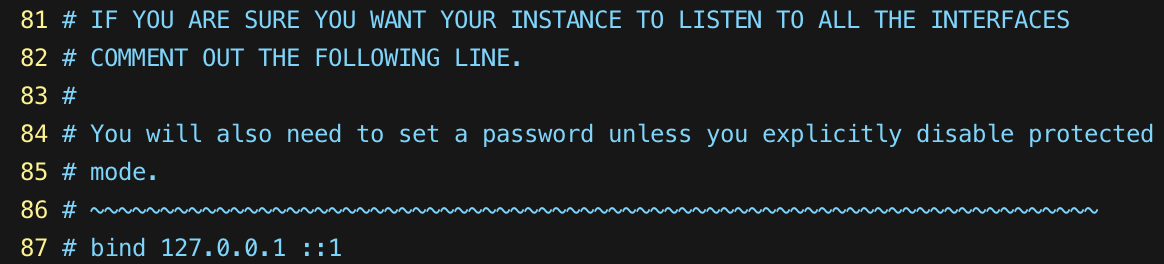 81 # IF YOU ARE SURE YOU WANT YOUR INSTANCE TO LISTEN TO ALL THE INTERFACES
82 # COMMENT OUT THE FOLLOWING LINE.
83 #
84 # You will also need to set a password unless you explicitly disable protected
85 # mode.
86 # ~~~~~~~~~~~~~~~~~~~~~~~~~~~~~~~~~~~~~~~~~~~~~~~~~~~~~~~~~~~~~~~~~~~~~~~~
87 # bind 127.0.0.1 ::1